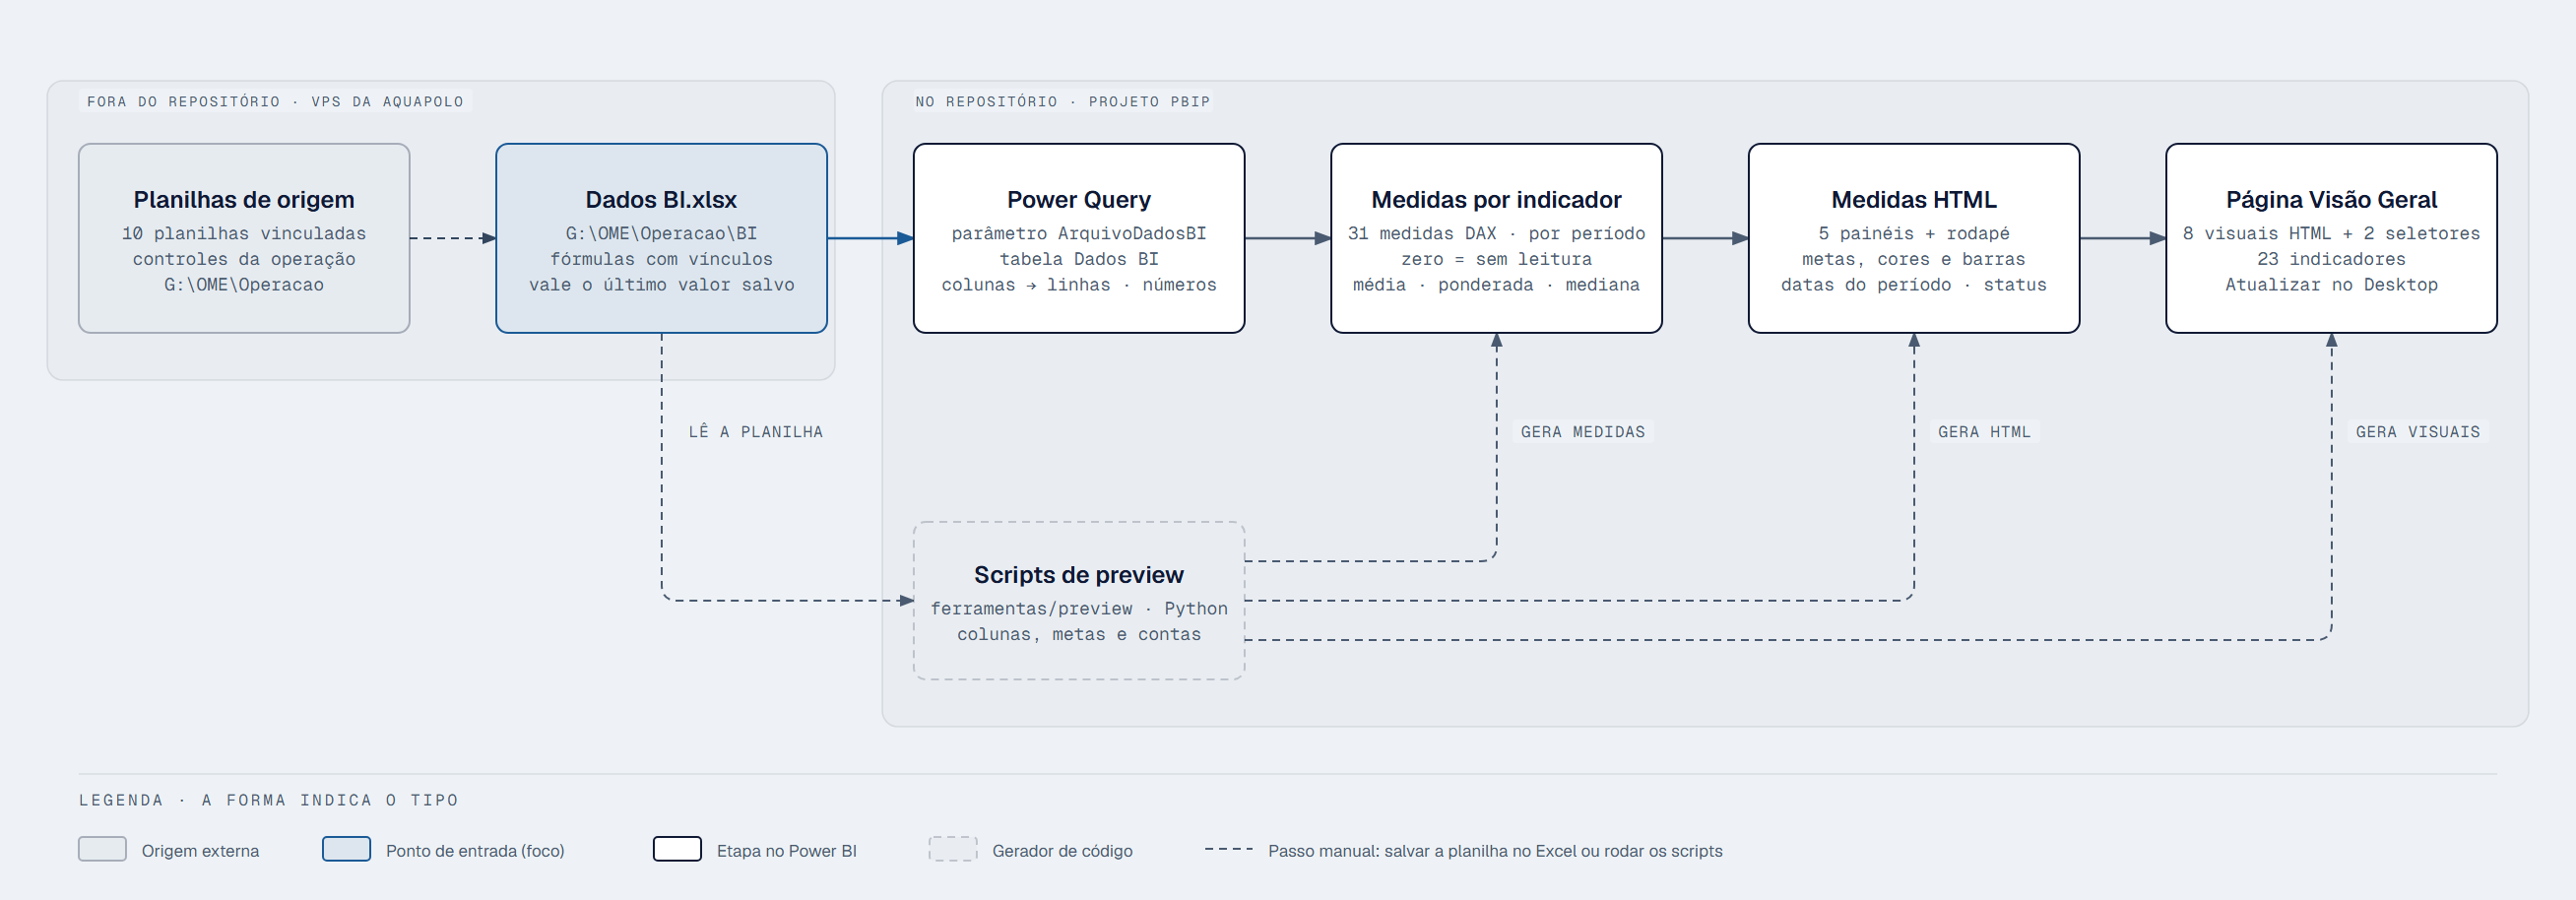 FORA DO REPOSITÓRIO · VPS DA AQUAPOLO
NO REPOSITÓRIO · PROJETO PBIP
Planilhas de origem
10 planilhas vinculadas
controles da operação
G:\OME\Operacao
Dados BI.xlsx
G:\OME\Operacao\BI
fórmulas com vínculos
vale o último valor salvo
Power Query
parâmetro ArquivoDadosBI
tabela Dados BI
colunas → linhas · números
Medidas por indicador
31 medidas DAX · por período
zero = sem leitura
média · ponderada · mediana
Medidas HTML
5 painéis + rodapé
metas, cores e barras
datas do período · status
Página Visão Geral
8 visuais HTML + 2 seletores
23 indicadores
Atualizar no Desktop
LÊ A PLANILHA
GERA MEDIDAS
GERA HTML
GERA VISUAIS
Scripts de preview
ferramentas/preview · Python
colunas, metas e contas
LEGENDA · A FORMA INDICA O TIPO
Origem externa
Ponto de entrada (foco)
Etapa no Power BI
Gerador de código
Passo manual: salvar a planilha no Excel ou rodar os scripts